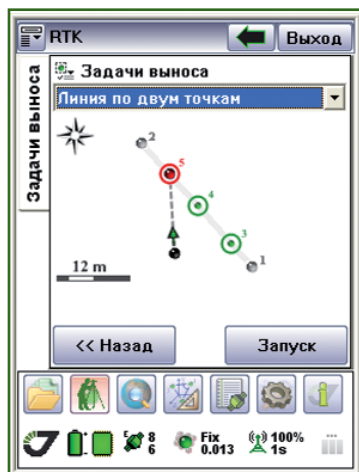 RTK
Выход
Задачи выноса
Задачи выноса
Линия по двум точкам
2
5
4
3
1
12 m
<< Назад
Запуск
8
6
Fix
0.013
100%
1s